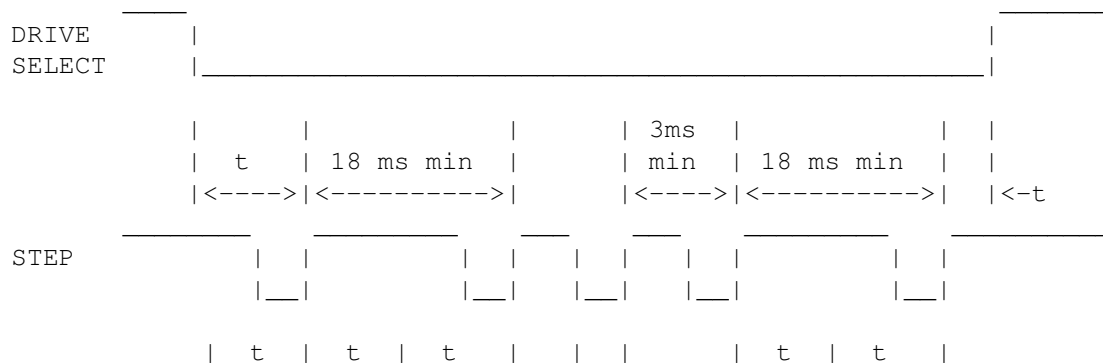 DRIVE
SELECT
3ms
t 18 ms min min 18 ms min
|<---->|<---------->| |<---->|<---------->| |<-t
STEP
| t | t | t | | | | t | t |